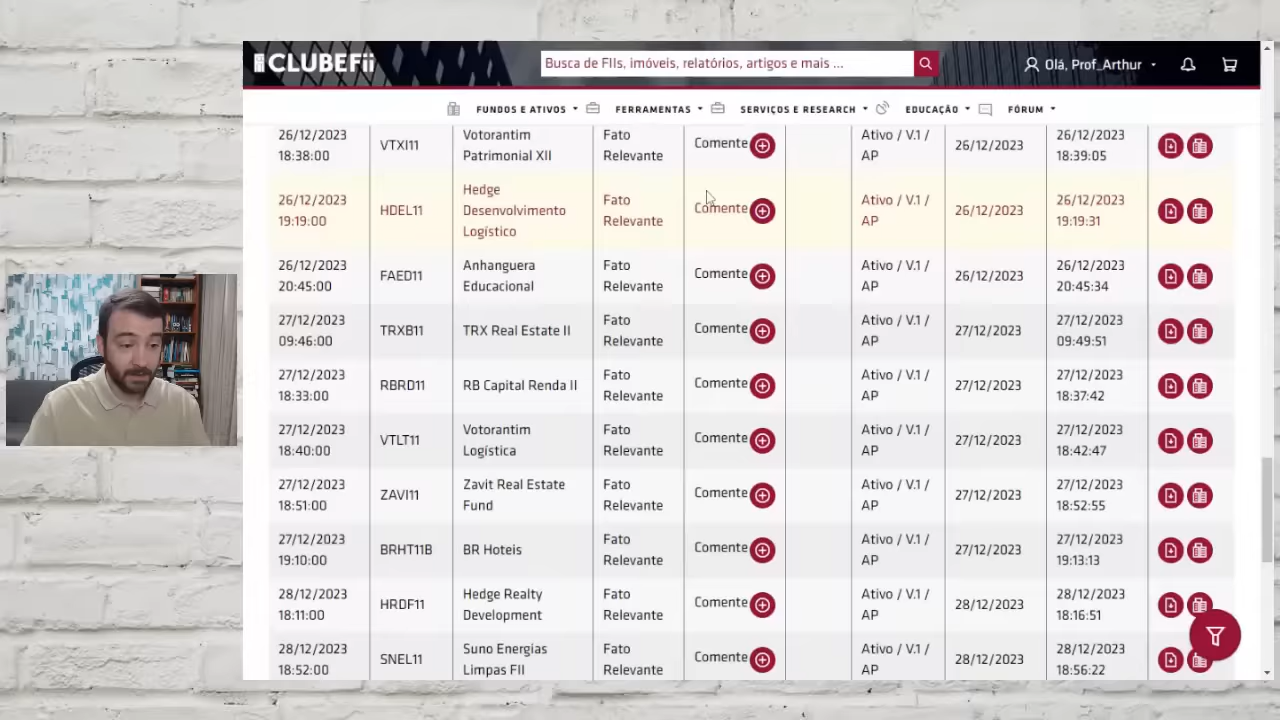 CLUBEFii
Busca de FIIs, imóveis, relatórios, artigos e mais ...
Olá, Prof_Arthur
FUNDOS E ATIVOS
FERRAMENTAS
SERVIÇOS E RESEARCH
EDUCAÇÃO
FÓRUM
26/12/2023
18:38:00
VTXI11
Votorantim
Patrimonial XII
Fato
Relevante
Comente
Ativo / V.1 /
AP
26/12/2023
26/12/2023
18:39:05
26/12/2023
19:19:00
HDEL11
Hedge
Desenvolvimento
Logístico
Fato
Relevante
Comente
Ativo / V.1 /
AP
26/12/2023
26/12/2023
19:19:31
26/12/2023
20:45:00
FAED11
Anhanguera
Educacional
Fato
Relevante
Comente
Ativo / V.1 /
AP
26/12/2023
26/12/2023
20:45:34
27/12/2023
09:46:00
TRXB11
TRX Real Estate II
Fato
Relevante
Comente
Ativo / V.1 /
AP
27/12/2023
27/12/2023
09:49:51
27/12/2023
18:33:00
RBRD11
RB Capital Renda II
Fato
Relevante
Comente
Ativo / V.1 /
AP
27/12/2023
27/12/2023
18:37:42
27/12/2023
18:40:00
VTLT11
Votorantim
Logística
Fato
Relevante
Comente
Ativo / V.1 /
AP
27/12/2023
27/12/2023
18:42:47
27/12/2023
18:51:00
ZAVI11
Zavit Real Estate
Fund
Fato
Relevante
Comente
Ativo / V.1 /
AP
27/12/2023
27/12/2023
18:52:55
27/12/2023
19:10:00
BRHT11B
BR Hoteis
Fato
Relevante
Comente
Ativo / V.1 /
AP
27/12/2023
27/12/2023
19:13:13
28/12/2023
18:11:00
HRDF11
Hedge Realty
Development
Fato
Relevante
Comente
Ativo / V.1 /
AP
28/12/2023
28/12/2023
18:16:51
28/12/2023
18:52:00
SNEL11
Suno Energias
Limpas FII
Fato
Relevante
Comente
Ativo / V.1 /
AP
28/12/2023
28/12/2023
18:56:22